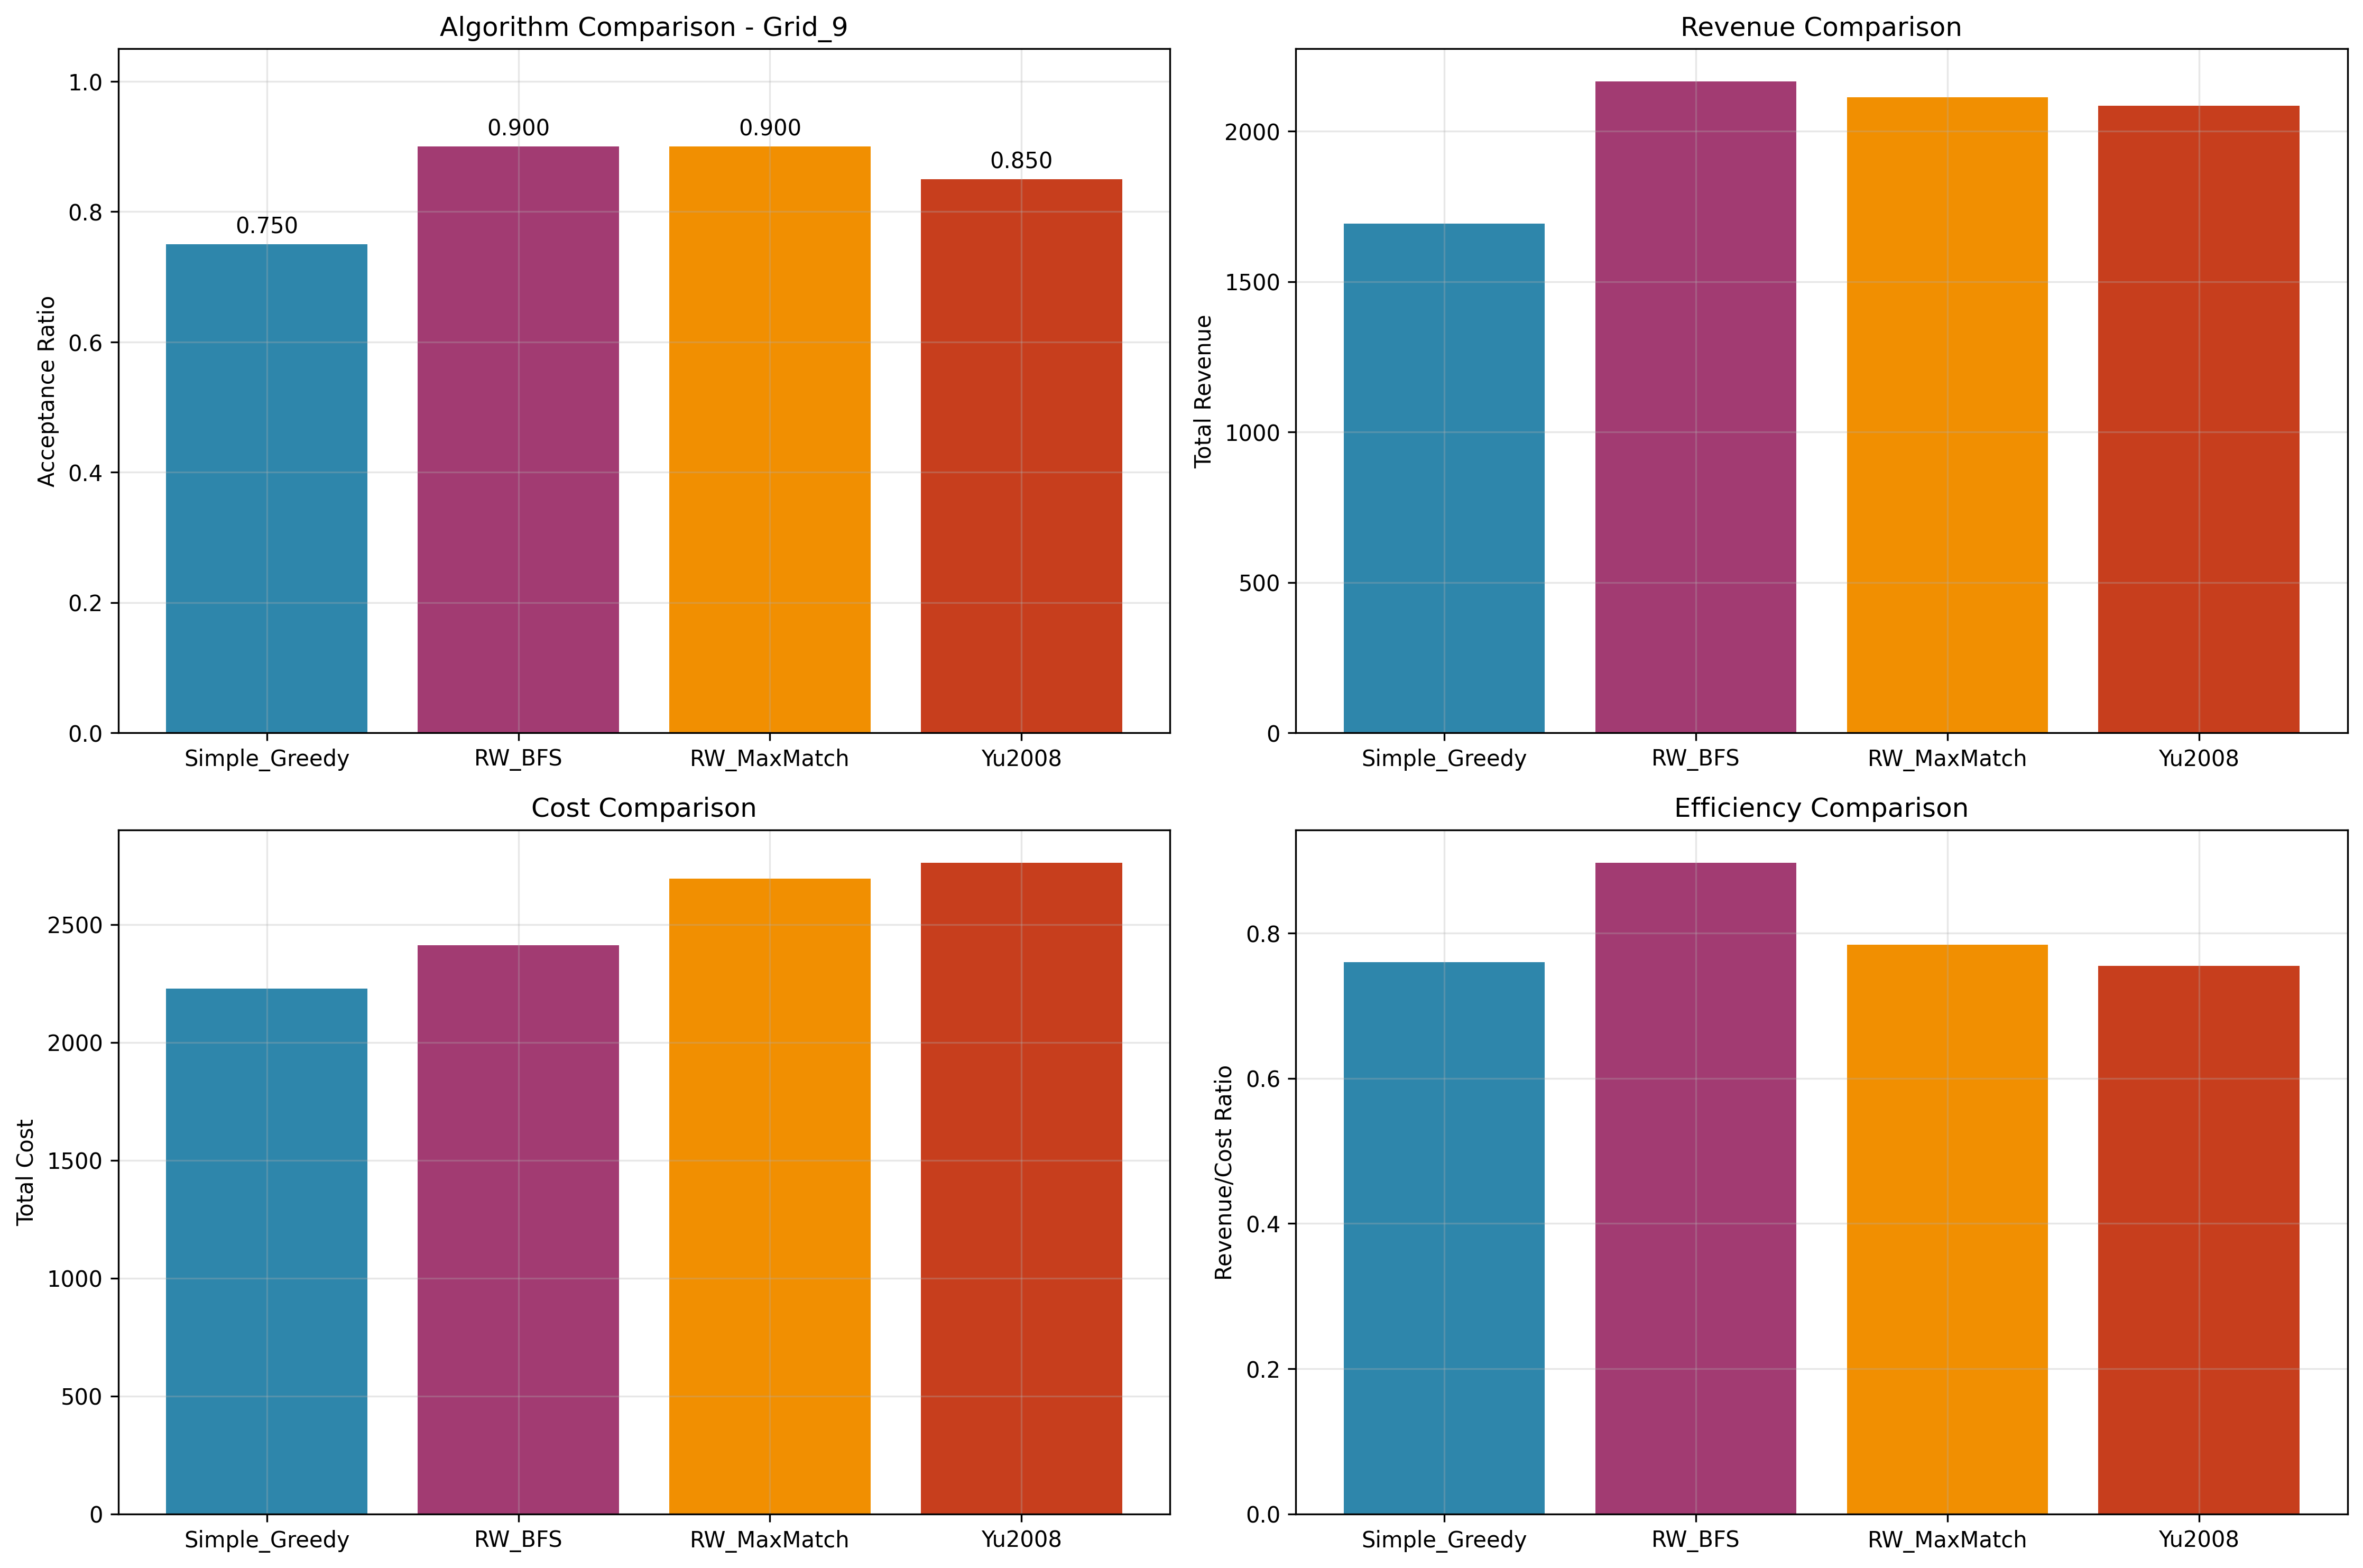 Algorithm Comparison - Grid_9
Acceptance Ratio
1.0
0.8
0.6
0.4
0.2
0.0
0.750
0.900
0.900
0.850
Simple_Greedy RW_BFS RW_MaxMatch Yu2008
Revenue Comparison
Total Revenue
2000
1500
1000
500
0
Simple_Greedy RW_BFS RW_MaxMatch Yu2008
Cost Comparison
Total Cost
2500
2000
1500
1000
500
0
Simple_Greedy RW_BFS RW_MaxMatch Yu2008
Efficiency Comparison
Revenue/Cost Ratio
0.8
0.6
0.4
0.2
0.0
Simple_Greedy RW_BFS RW_MaxMatch Yu2008